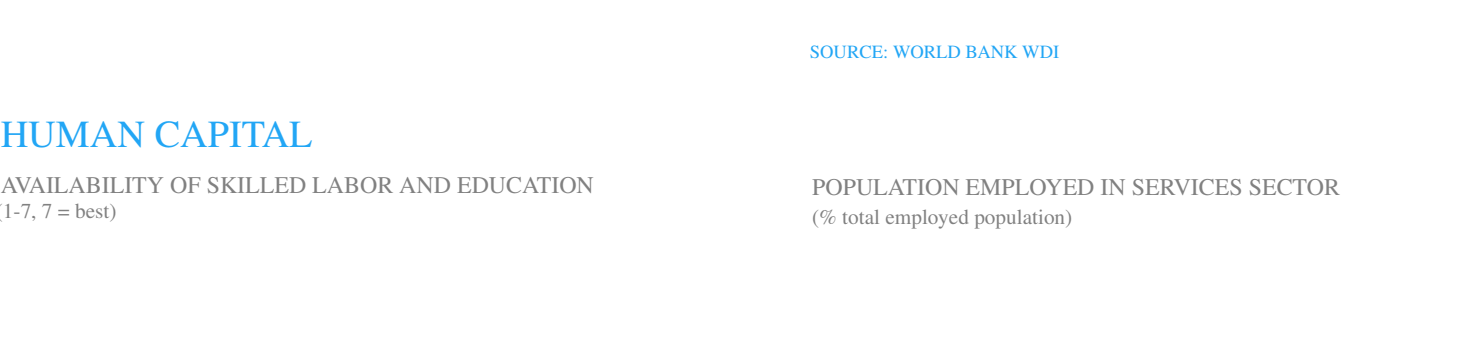 SOURCE: WORLD BANK WDI
HUMAN CAPITAL
AVAILABILITY OF SKILLED LABOR AND EDUCATION
(1-7, 7 = best)
POPULATION EMPLOYED IN SERVICES SECTOR
(% total employed population)